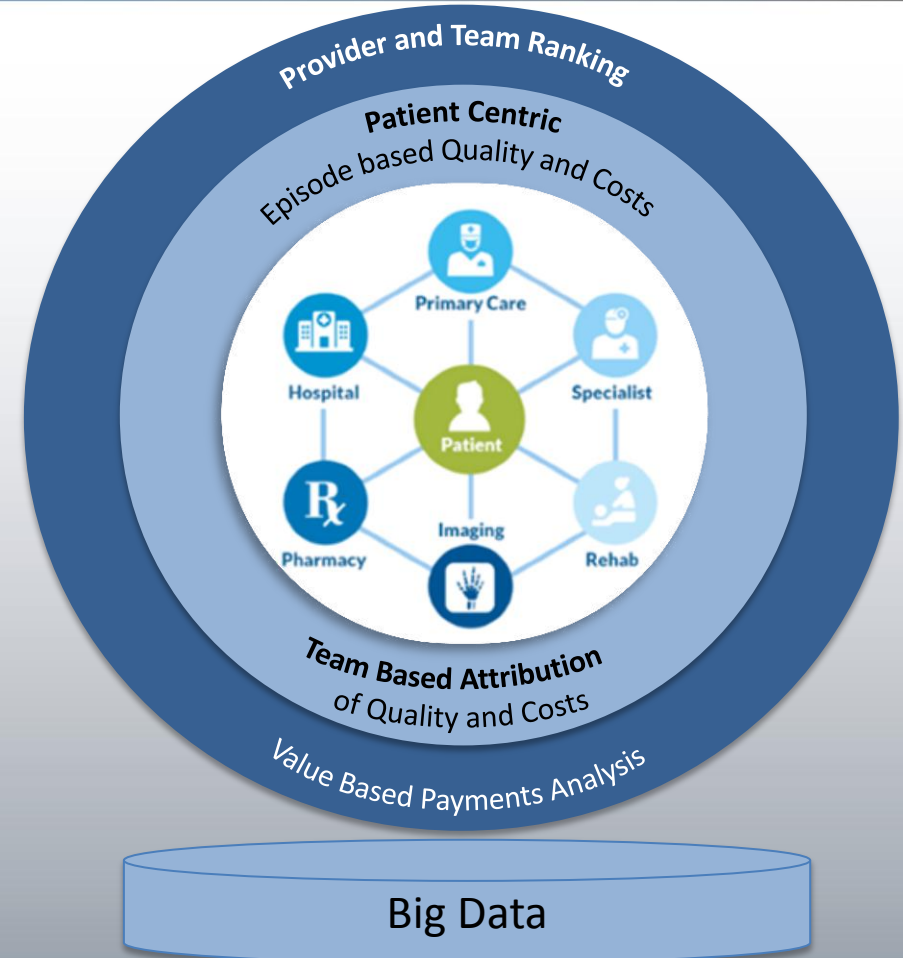 Provider and Team Ranking
Patient Centric
Episode based Quality and Costs
Primary Care
Hospital
Specialist
Patient
Rx
Imaging
Pharmacy
Rehab
Team Based Attribution
of Quality and Costs
Value Based Payments Analysis
Big Data